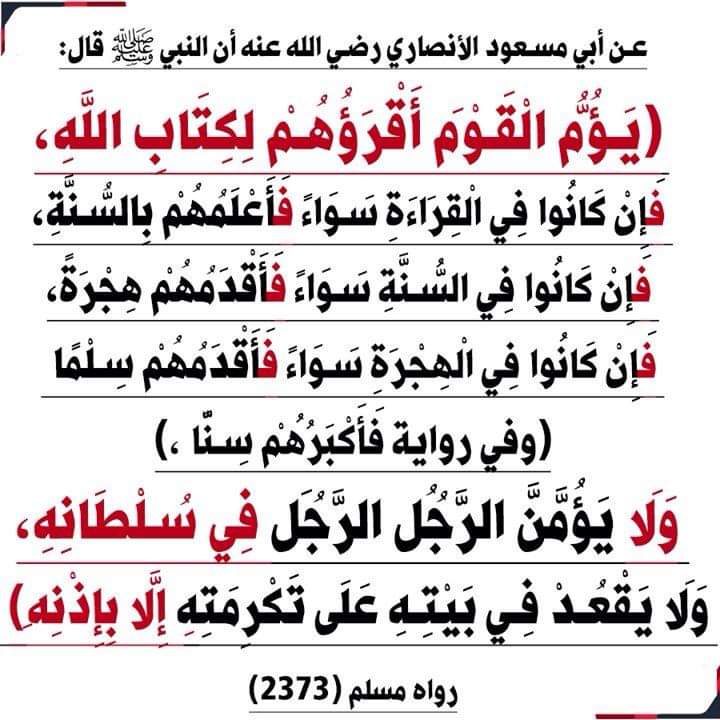 عن أبي مسعود الأنصاري رضي الله عنه أن النبي ﷺ قال:
(يَؤُمُّ الْقَوْمَ أَقْرَؤُهُمْ لِكِتَابِ اللَّهِ،
فَإِنْ كَانُوا فِي الْقِرَاءَةِ سَوَاءً فَأَعْلَمُهُمْ بِالسُّنَّةِ،
فَإِنْ كَانُوا فِي السُّنَّةِ سَوَاءً فَأَقْدَمُهُمْ هِجْرَةً،
فَإِنْ كَانُوا فِي الْهِجْرَةِ سَوَاءً فَأَقْدَمُهُمْ سِلْمًا
(وفي رواية فَأَكْبَرُهُمْ سِنًّا ،)
وَلَا يَؤُمَّنَّ الرَّجُلُ الرَّجُلَ فِي سُلْطَانِهِ،
وَلَا يَقْعُدْ فِي بَيْتِهِ عَلَى تَكْرِمَتِهِ إِلَّا بِإِذْنِهِ)
رواه مسلم (2373)